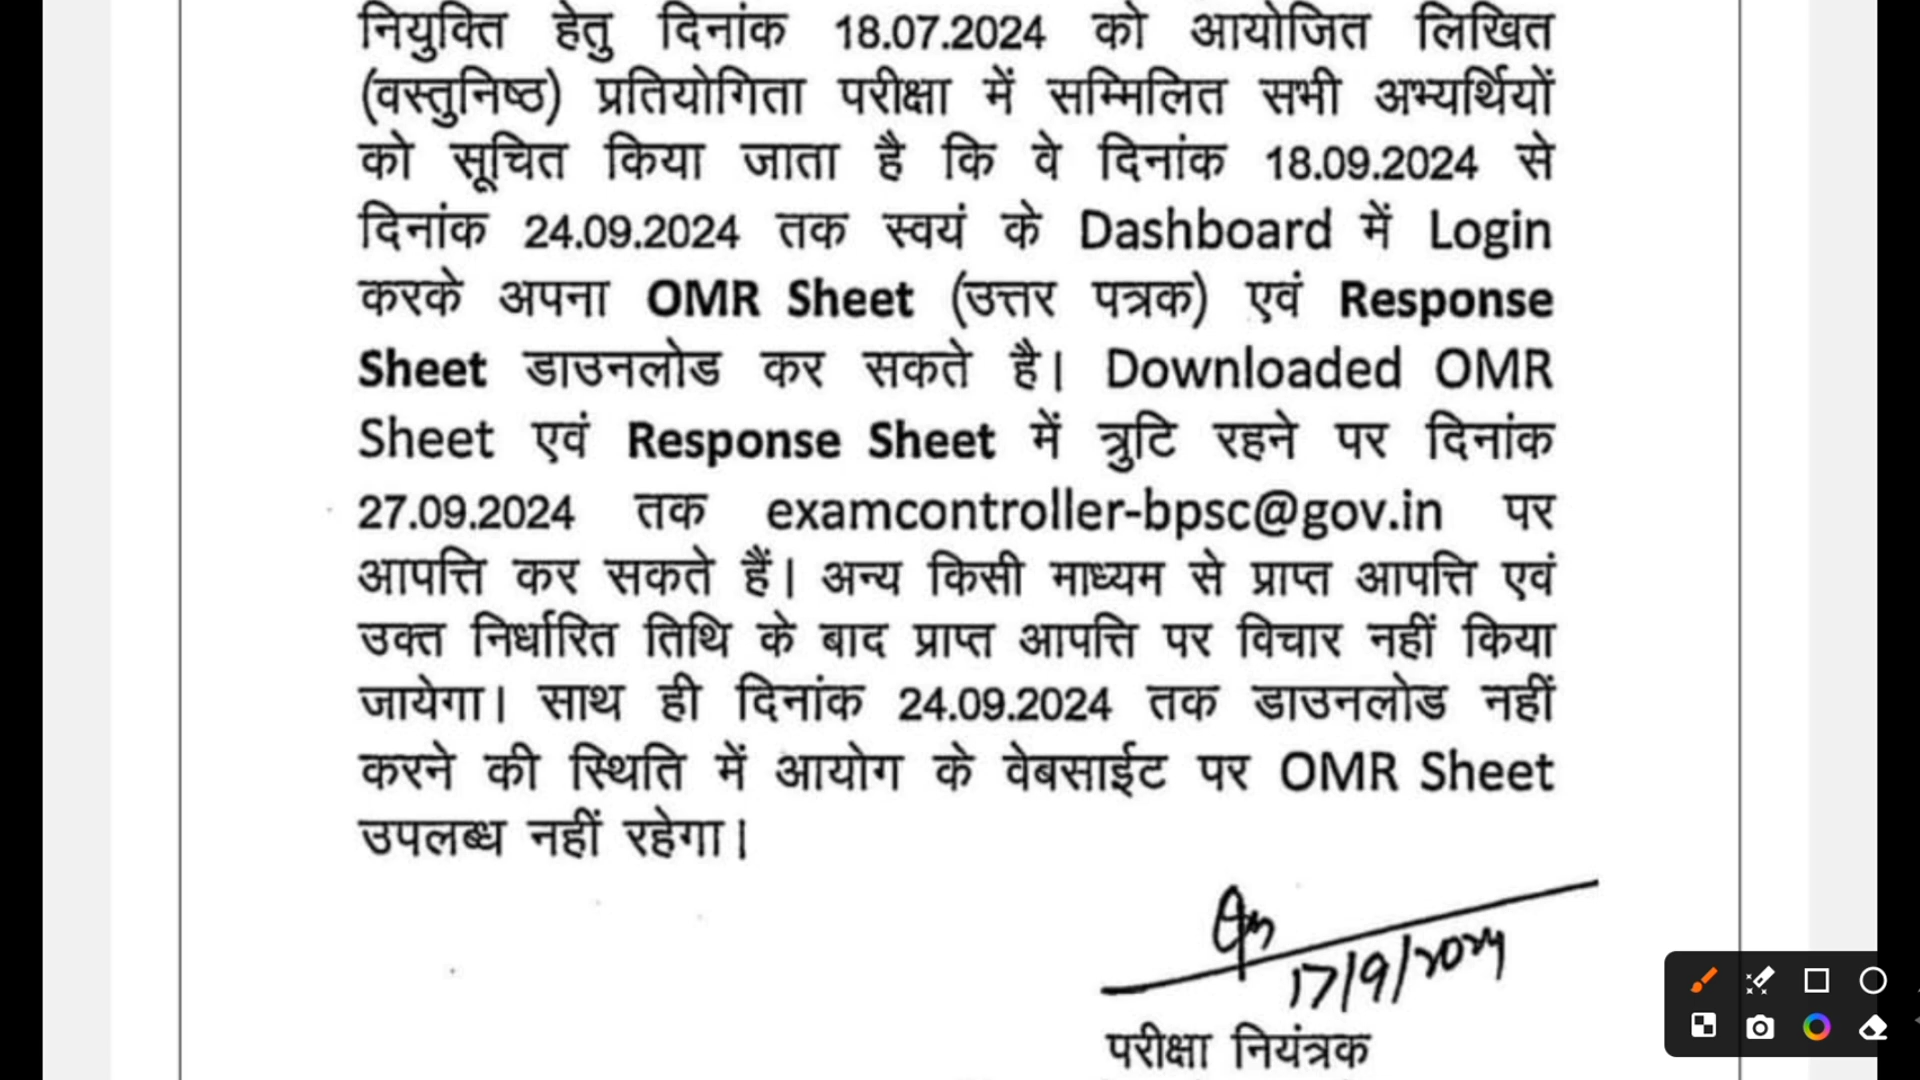 नियुक्ति हेतु दिनांक 18.07.2024 को आयोजित लिखित
(वस्तुनिष्ठ) प्रतियोगिता परीक्षा में सम्मिलित सभी अभ्यर्थियों
को सूचित किया जाता है कि वे दिनांक 18.09.2024 से
दिनांक 24.09.2024 तक स्वयं के Dashboard में Login
करके अपना OMR Sheet (उत्तर पत्रक) एवं Response
Sheet डाउनलोड कर सकते है। Downloaded OMR
Sheet एवं Response Sheet में त्रुटि रहने पर दिनांक
27.09.2024 तक examcontroller-bpsc@gov.in पर
आपत्ति कर सकते हैं। अन्य किसी माध्यम से प्राप्त आपत्ति एवं
उक्त निर्धारित तिथि के बाद प्राप्त आपत्ति पर विचार नहीं किया
जायेगा। साथ ही दिनांक 24.09.2024 तक डाउनलोड नहीं
करने की स्थिति में आयोग के वेबसाईट पर OMR Sheet
उपलब्ध नहीं रहेगा।
17/9/2024
परीक्षा नियंत्रक